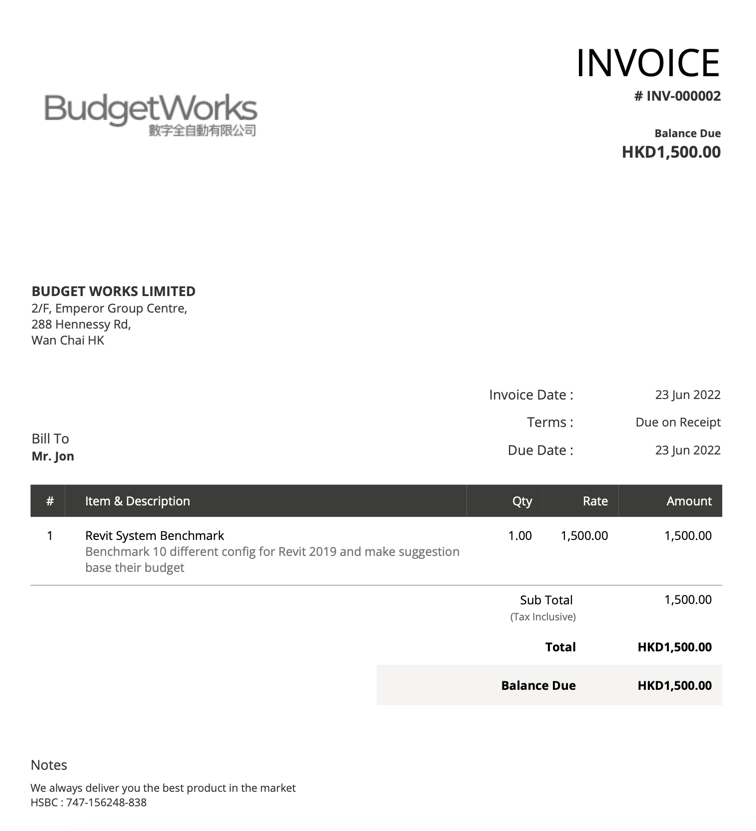 INVOICE
# INV-000002
BudgetWorks
數字全自動有限公司
Balance Due
HKD1,500.00
BUDGET WORKS LIMITED
2/F, Emperor Group Centre,
288 Hennessy Rd,
Wan Chai HK
Invoice Date : 23 Jun 2022
Terms : Due on Receipt
Due Date : 23 Jun 2022
Bill To
Mr. Jon
# Item & Description Qty Rate Amount
1 Revit System Benchmark 1.00 1,500.00 1,500.00
Benchmark 10 different config for Revit 2019 and make suggestion
base their budget
Sub Total 1,500.00
(Tax Inclusive)
Total HKD1,500.00
Balance Due HKD1,500.00
Notes
We always deliver you the best product in the market
HSBC : 747-156248-838